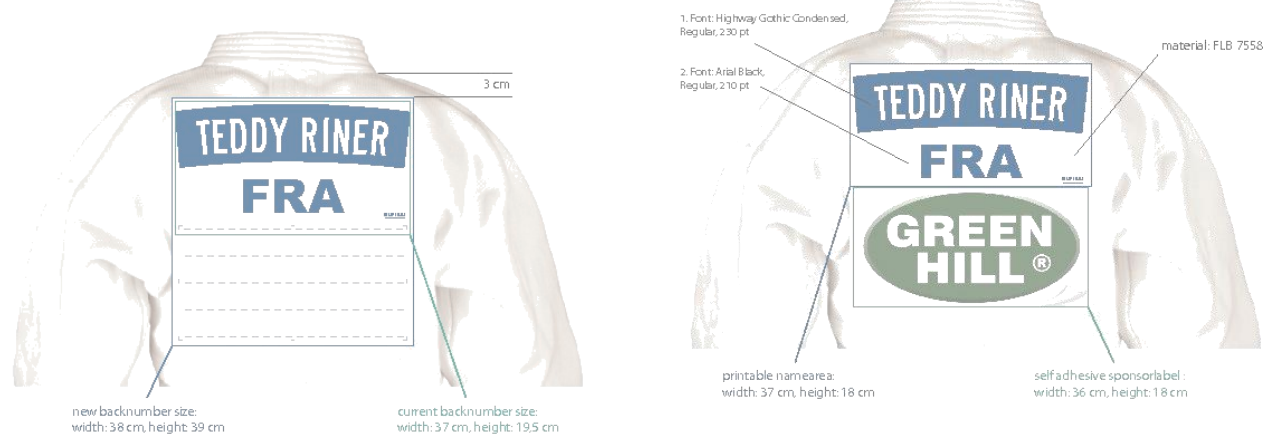 3 cm
TEDDY RINER
FRA
new backnumber size:
width: 38 cm, height: 39 cm
current backnumber size:
width: 37 cm, height: 19,5 cm
1. Font: Highway Gothic Condensed,
Regular, 230 pt
2. Font: Arial Black,
Regular, 210 pt
material: FLB 7558
TEDDY RINER
FRA
GREEN
HILL ®
printable namearea:
width: 37 cm, height: 18 cm
self adhesive sponsorlabel :
width: 36 cm, height: 18 cm